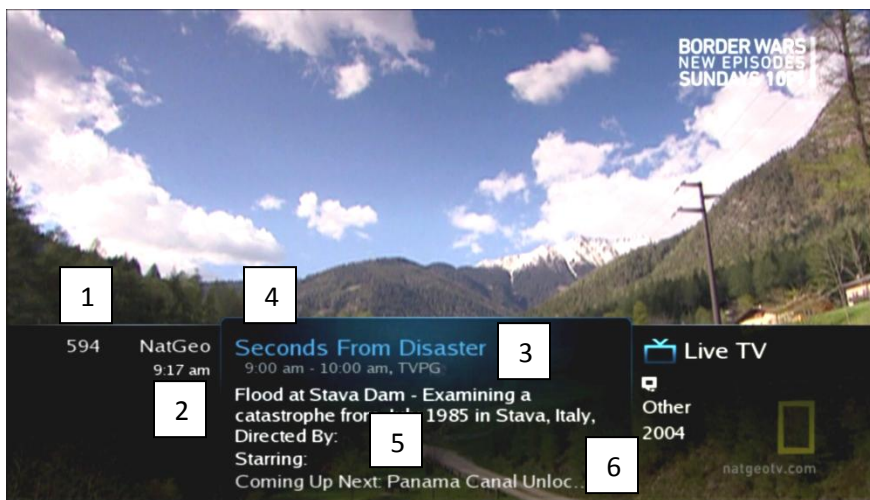 BORDER WARS
NEW EPISODES
SUNDAYS 10P
1
4
594 NatGeo
9:17 am
Seconds From Disaster
3
9:00 am - 10:00 am, TVPG
Live TV
2
Flood at Stava Dam - Examining a
catastrophe from 1985 in Stava, Italy,
Directed By:
5
Starring:
6
Coming Up Next: Panama Canal Unloc...
Other
2004
natgeotv.com